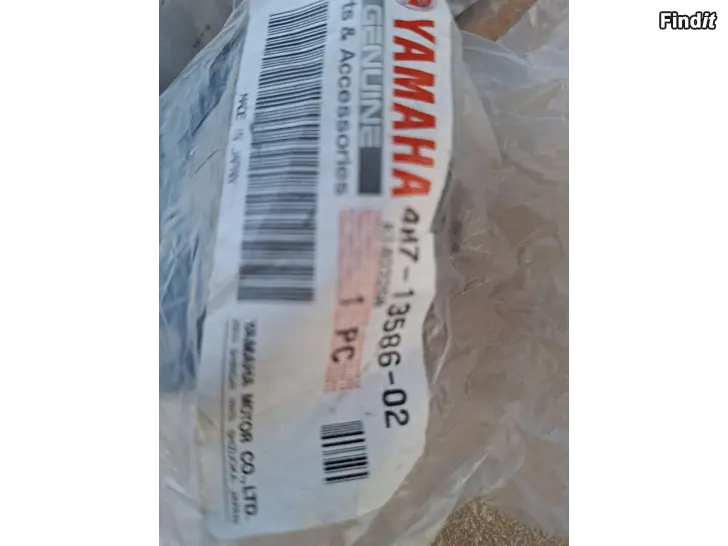 Findit
YAMAHA
GENUINE
ts & Accessories
4H7-13586-02
1 PC
MADE IN JAPAN
YAMAHA MOTOR CO., LTD.